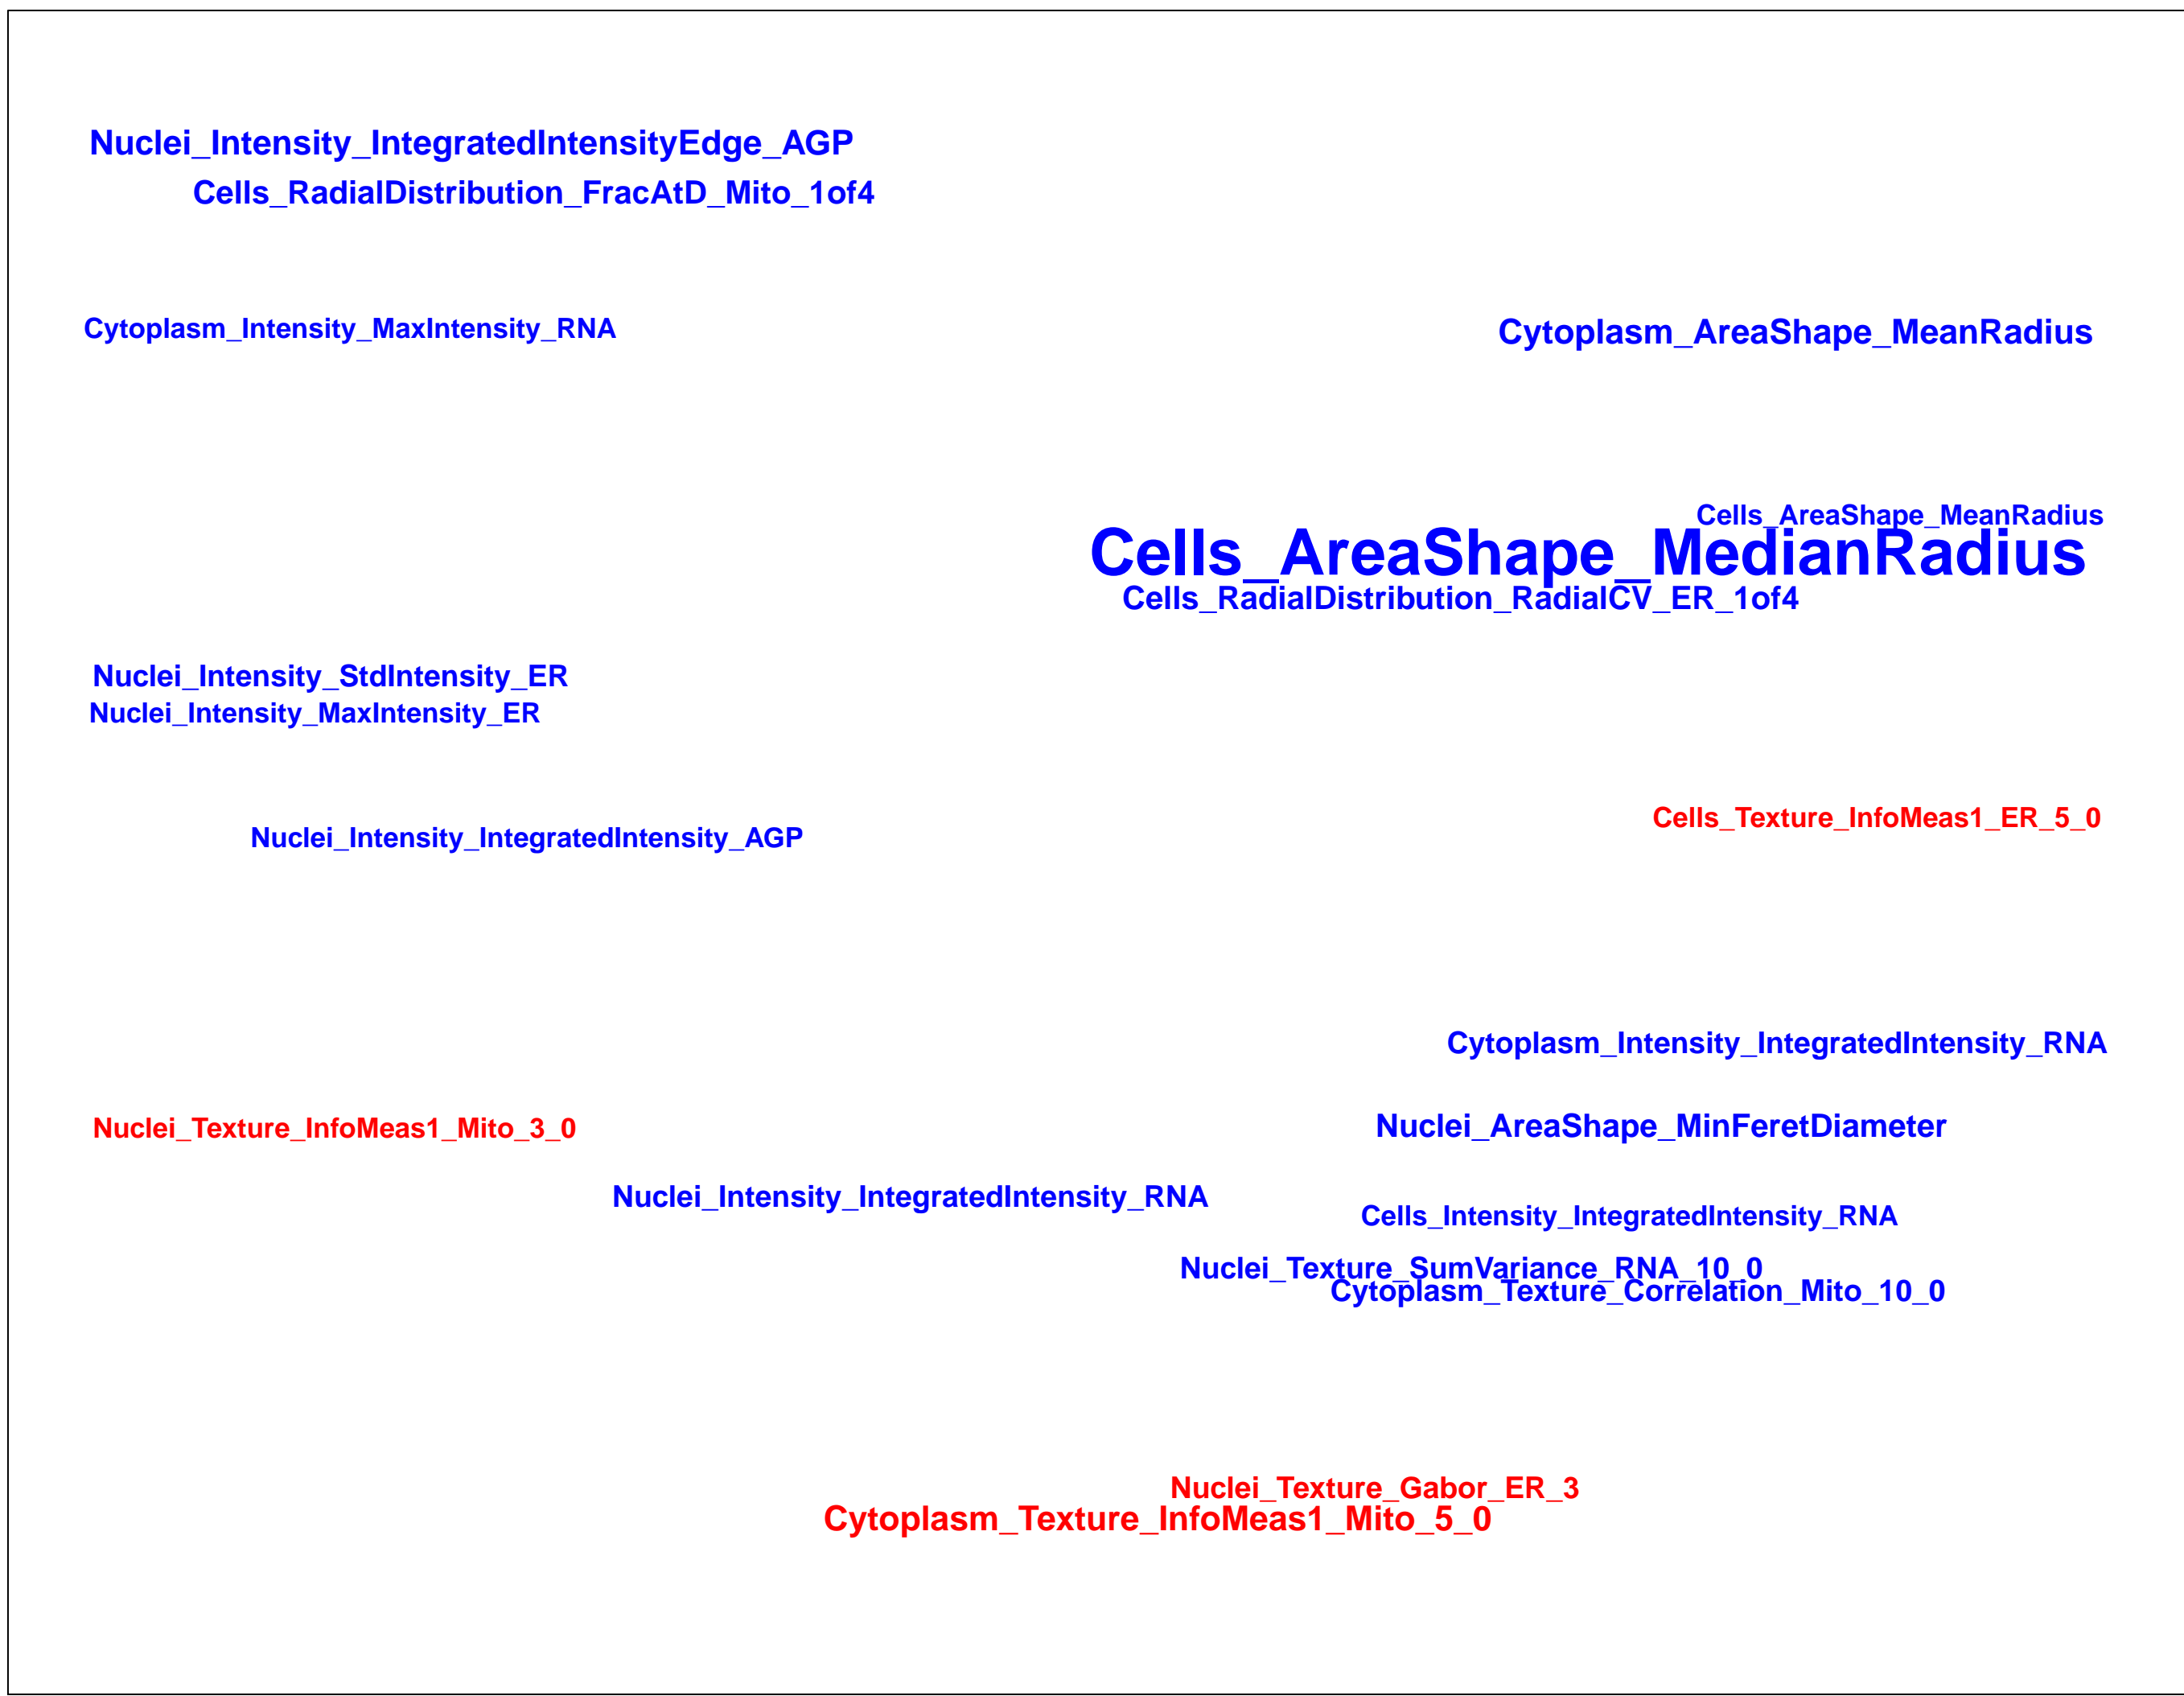 Nuclei_Intensity_IntegratedIntensityEdge_AGP
Cells_RadialDistribution_FracAtD_Mito_1of4
Cytoplasm_Intensity_MaxIntensity_RNA
Cytoplasm_AreaShape_MeanRadius
Cells_AreaShape_MeanRadius
Cells_AreaShape_MedianRadius
Cells_RadialDistribution_RadialCV_ER_1of4
Nuclei_Intensity_StdIntensity_ER
Nuclei_Intensity_MaxIntensity_ER
Cells_Texture_InfoMeas1_ER_5_0
Nuclei_Intensity_IntegratedIntensity_AGP
Cytoplasm_Intensity_IntegratedIntensity_RNA
Nuclei_AreaShape_MinFeretDiameter
Nuclei_Texture_InfoMeas1_Mito_3_0
Nuclei_Intensity_IntegratedIntensity_RNA
Cells_Intensity_IntegratedIntensity_RNA
Nuclei_Texture_SumVariance_RNA_10_0
Cytoplasm_Texture_Correlation_Mito_10_0
Nuclei_Texture_Gabor_ER_3
Cytoplasm_Texture_InfoMeas1_Mito_5_0